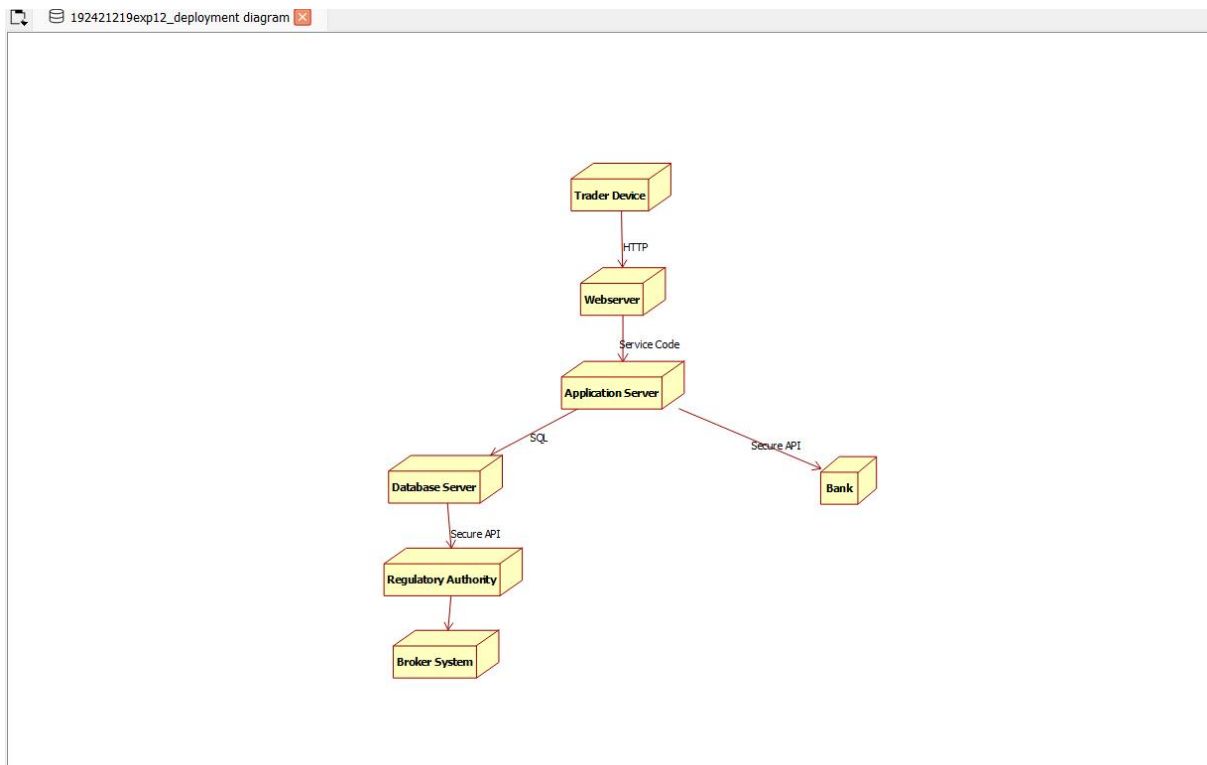 192421219exp12_deployment diagram
Trader Device
HTTP
Webserver
Service Code
Application Server
SQL
Secure API
Database Server
Bank
Secure API
Regulatory Authority
Broker System